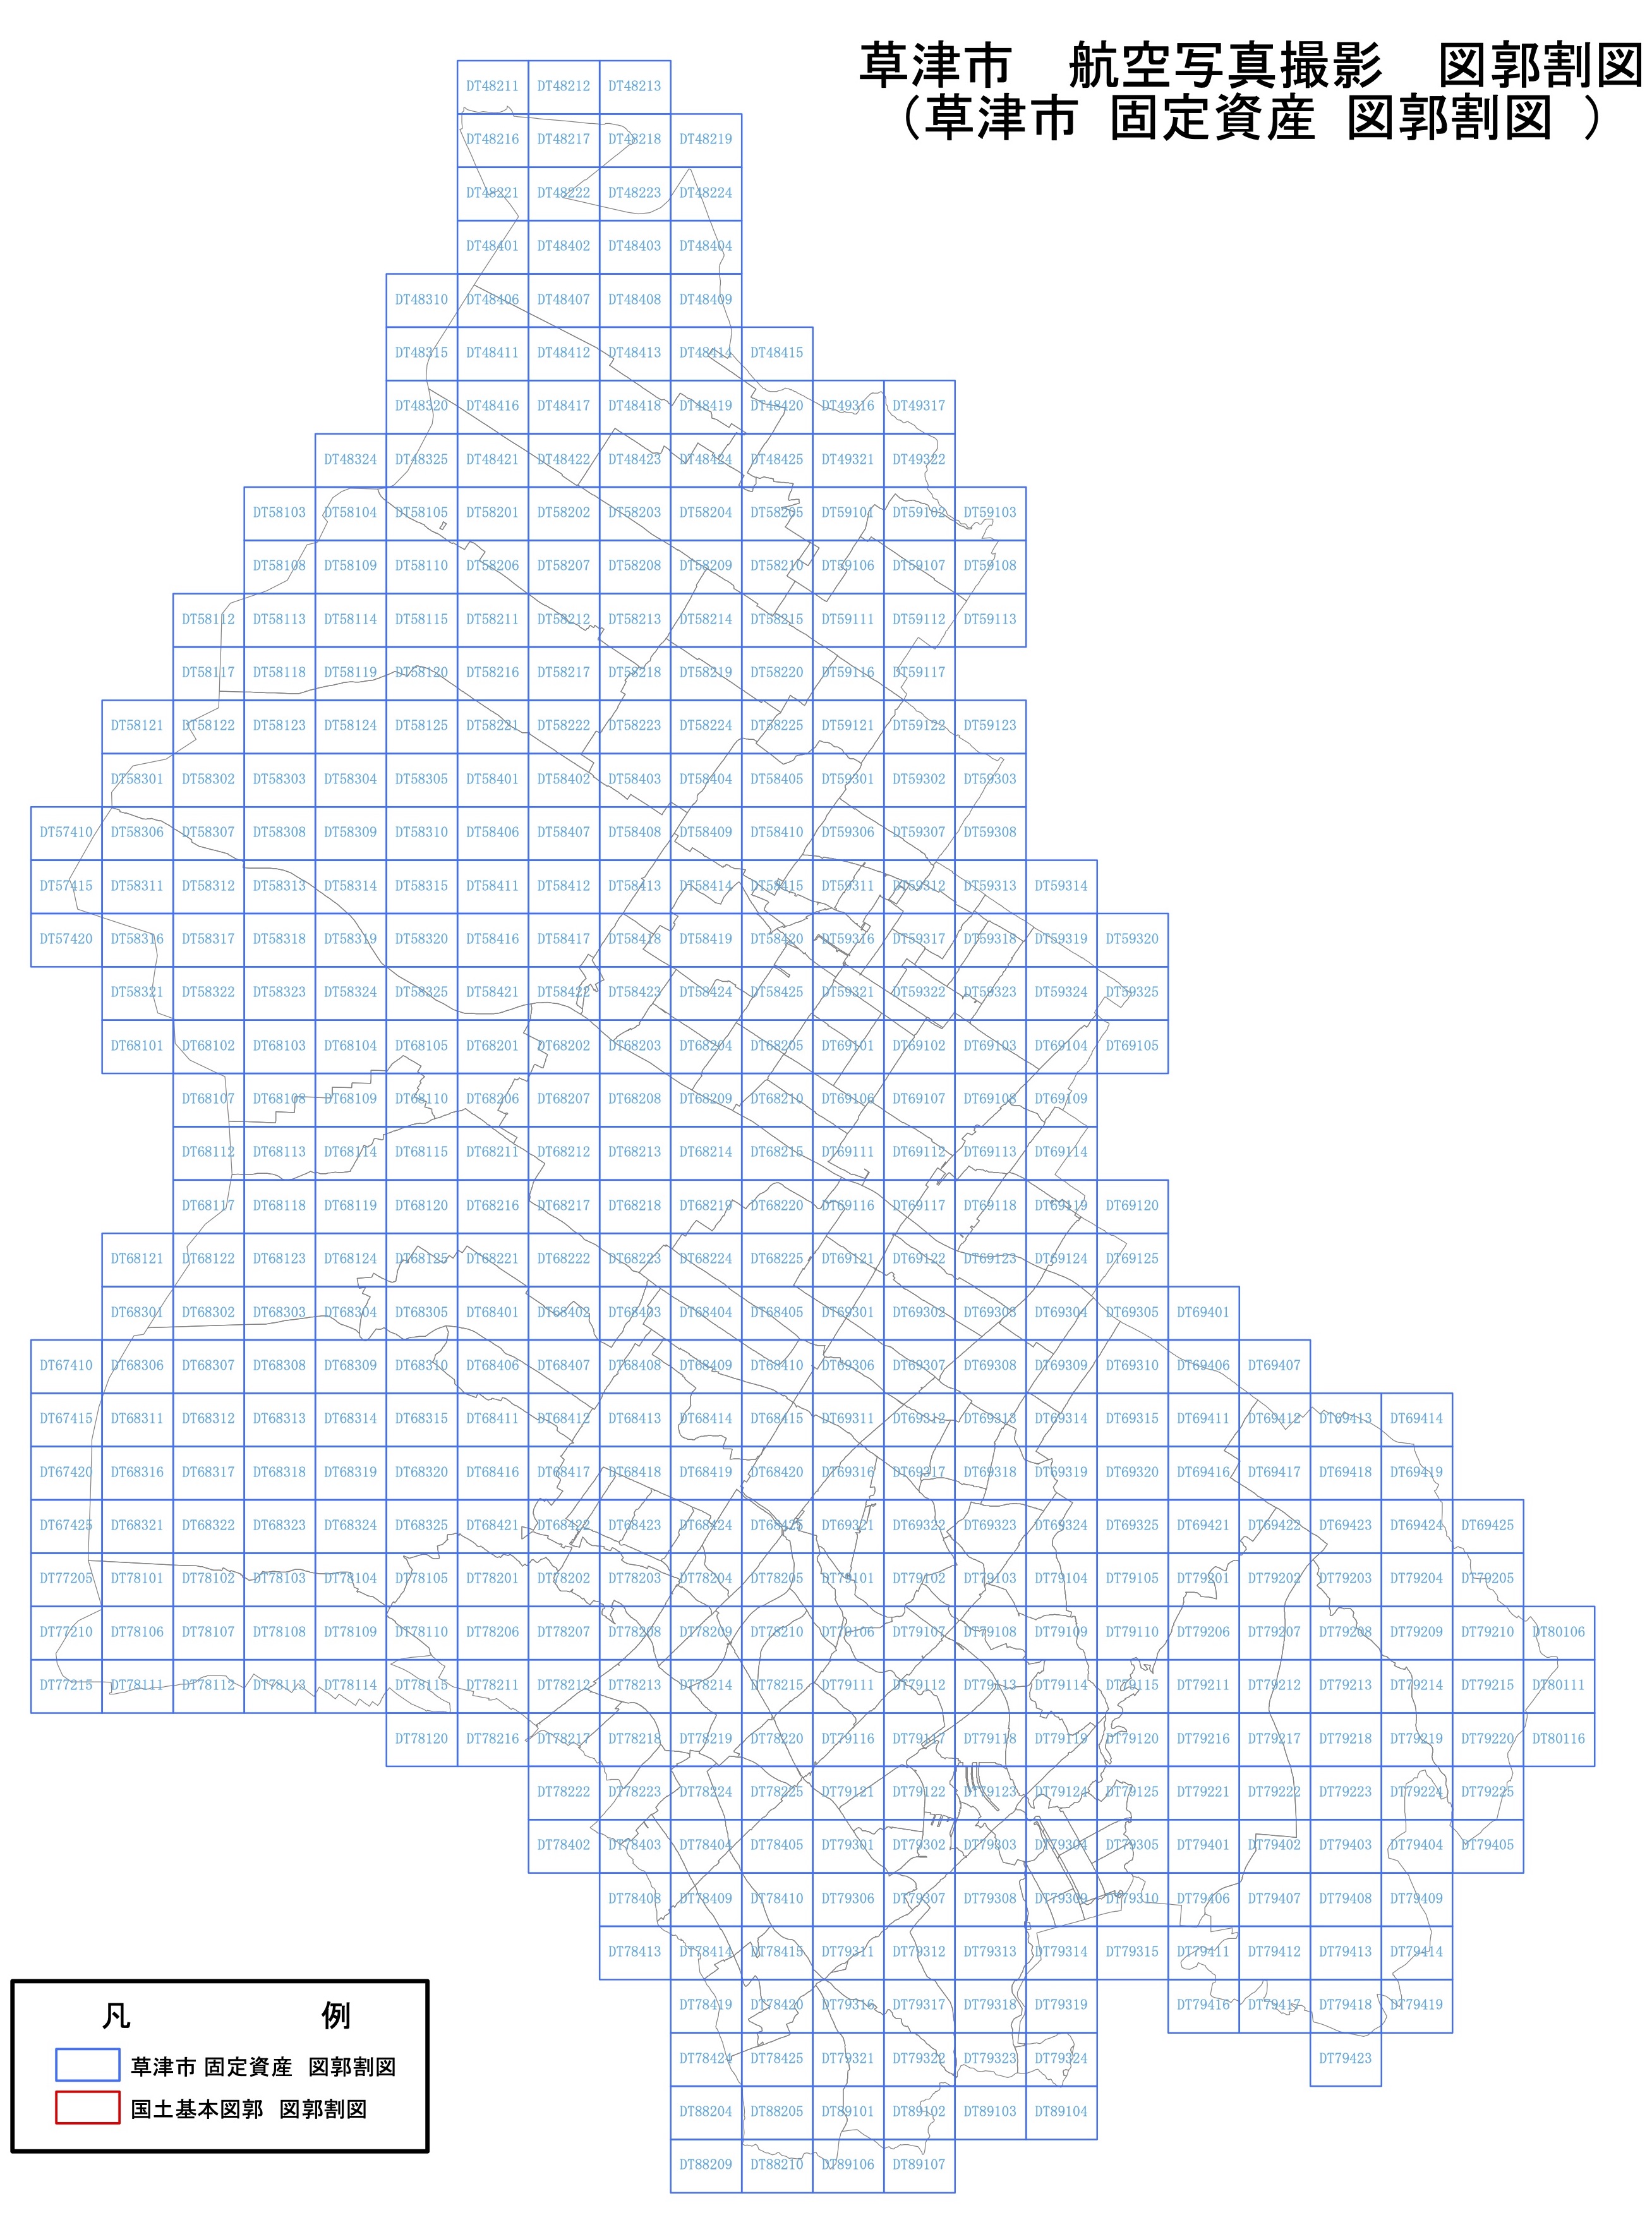 草津市　航空写真撮影　図郭割図
（草津市 固定資産 図郭割図 ）
DT48211 DT48212 DT48213
DT48216 DT48217 DT48218 DT48219
DT48221 DT48222 DT48223 DT48224
DT48401 DT48402 DT48403 DT48404
DT48310 DT48406 DT48407 DT48408 DT48409
DT48315 DT48411 DT48412 DT48413 DT48414 DT48415
DT48320 DT48416 DT48417 DT48418 DT48419 DT48420 DT49316 DT49317
DT48324 DT48325 DT48421 DT48422 DT48423 DT48424 DT48425 DT49321 DT49322
DT58103 DT58104 DT58105 DT58201 DT58202 DT58203 DT58204 DT58205 DT59101 DT59102 DT59103
DT58108 DT58109 DT58110 DT58206 DT58207 DT58208 DT58209 DT58210 DT59106 DT59107 DT59108
DT58112 DT58113 DT58114 DT58115 DT58211 DT58212 DT58213 DT58214 DT58215 DT59111 DT59112 DT59113
DT58117 DT58118 DT58119 DT58120 DT58216 DT58217 DT58218 DT58219 DT58220 DT59116 DT59117
DT58121 DT58122 DT58123 DT58124 DT58125 DT58221 DT58222 DT58223 DT58224 DT58225 DT59121 DT59122 DT59123
DT58301 DT58302 DT58303 DT58304 DT58305 DT58401 DT58402 DT58403 DT58404 DT58405 DT59301 DT59302 DT59303
DT57410 DT58306 DT58307 DT58308 DT58309 DT58310 DT58406 DT58407 DT58408 DT58409 DT58410 DT59306 DT59307 DT59308
DT57415 DT58311 DT58312 DT58313 DT58314 DT58315 DT58411 DT58412 DT58413 DT58414 DT58415 DT59311 DT59312 DT59313 DT59314
DT57420 DT58316 DT58317 DT58318 DT58319 DT58320 DT58416 DT58417 DT58418 DT58419 DT58420 DT59316 DT59317 DT59318 DT59319 DT59320
DT58321 DT58322 DT58323 DT58324 DT58325 DT58421 DT58422 DT58423 DT58424 DT58425 DT59321 DT59322 DT59323 DT59324 DT59325
DT68101 DT68102 DT68103 DT68104 DT68105 DT68201 DT68202 DT68203 DT68204 DT68205 DT69101 DT69102 DT69103 DT69104 DT69105
DT68107 DT68108 DT68109 DT68110 DT68206 DT68207 DT68208 DT68209 DT68210 DT69106 DT69107 DT69108 DT69109
DT68112 DT68113 DT68114 DT68115 DT68211 DT68212 DT68213 DT68214 DT68215 DT69111 DT69112 DT69113 DT69114
DT68117 DT68118 DT68119 DT68120 DT68216 DT68217 DT68218 DT68219 DT68220 DT69116 DT69117 DT69118 DT69119 DT69120
DT68121 DT68122 DT68123 DT68124 DT68125 DT68221 DT68222 DT68223 DT68224 DT68225 DT69121 DT69122 DT69123 DT69124 DT69125
DT68301 DT68302 DT68303 DT68304 DT68305 DT68401 DT68402 DT68403 DT68404 DT68405 DT69301 DT69302 DT69303 DT69304 DT69305 DT69401
DT67410 DT68306 DT68307 DT68308 DT68309 DT68310 DT68406 DT68407 DT68408 DT68409 DT68410 DT69306 DT69307 DT69308 DT69309 DT69310 DT69406 DT69407
DT67415 DT68311 DT68312 DT68313 DT68314 DT68315 DT68411 DT68412 DT68413 DT68414 DT68415 DT69311 DT69312 DT69313 DT69314 DT69315 DT69411 DT69412 DT69413 DT69414
DT67420 DT68316 DT68317 DT68318 DT68319 DT68320 DT68416 DT68417 DT68418 DT68419 DT68420 DT69316 DT69317 DT69318 DT69319 DT69320 DT69416 DT69417 DT69418 DT69419
DT67425 DT68321 DT68322 DT68323 DT68324 DT68325 DT68421 DT68422 DT68423 DT68424 DT68425 DT69321 DT69322 DT69323 DT69324 DT69325 DT69421 DT69422 DT69423 DT69424 DT69425
DT77205 DT78101 DT78102 DT78103 DT78104 DT78105 DT78201 DT78202 DT78203 DT78204 DT78205 DT79101 DT79102 DT79103 DT79104 DT79105 DT79201 DT79202 DT79203 DT79204 DT79205
DT77210 DT78106 DT78107 DT78108 DT78109 DT78110 DT78206 DT78207 DT78208 DT78209 DT78210 DT79106 DT79107 DT79108 DT79109 DT79110 DT79206 DT79207 DT79208 DT79209 DT79210 DT80106
DT77215 DT78111 DT78112 DT78113 DT78114 DT78115 DT78211 DT78212 DT78213 DT78214 DT78215 DT79111 DT79112 DT79113 DT79114 DT79115 DT79211 DT79212 DT79213 DT79214 DT79215 DT80111
DT78120 DT78216 DT78217 DT78218 DT78219 DT78220 DT79116 DT79117 DT79118 DT79119 DT79120 DT79216 DT79217 DT79218 DT79219 DT79220 DT80116
DT78222 DT78223 DT78224 DT78225 DT79121 DT79122 DT79123 DT79124 DT79125 DT79221 DT79222 DT79223 DT79224 DT79225
DT78402 DT78403 DT78404 DT78405 DT79301 DT79302 DT79303 DT79304 DT79305 DT79401 DT79402 DT79403 DT79404 DT79405
DT78408 DT78409 DT78410 DT79306 DT79307 DT79308 DT79309 DT79310 DT79406 DT79407 DT79408 DT79409
DT78413 DT78414 DT78415 DT79311 DT79312 DT79313 DT79314 DT79315 DT79411 DT79412 DT79413 DT79414
DT78419 DT78420 DT79316 DT79317 DT79318 DT79319 DT79416 DT79417 DT79418 DT79419
DT78424 DT78425 DT79321 DT79322 DT79323 DT79324 DT79423
DT88204 DT88205 DT89101 DT89102 DT89103 DT89104
DT88209 DT88210 DT89106 DT89107
凡　例
草津市 固定資産　図郭割図
国土基本図郭　図郭割図